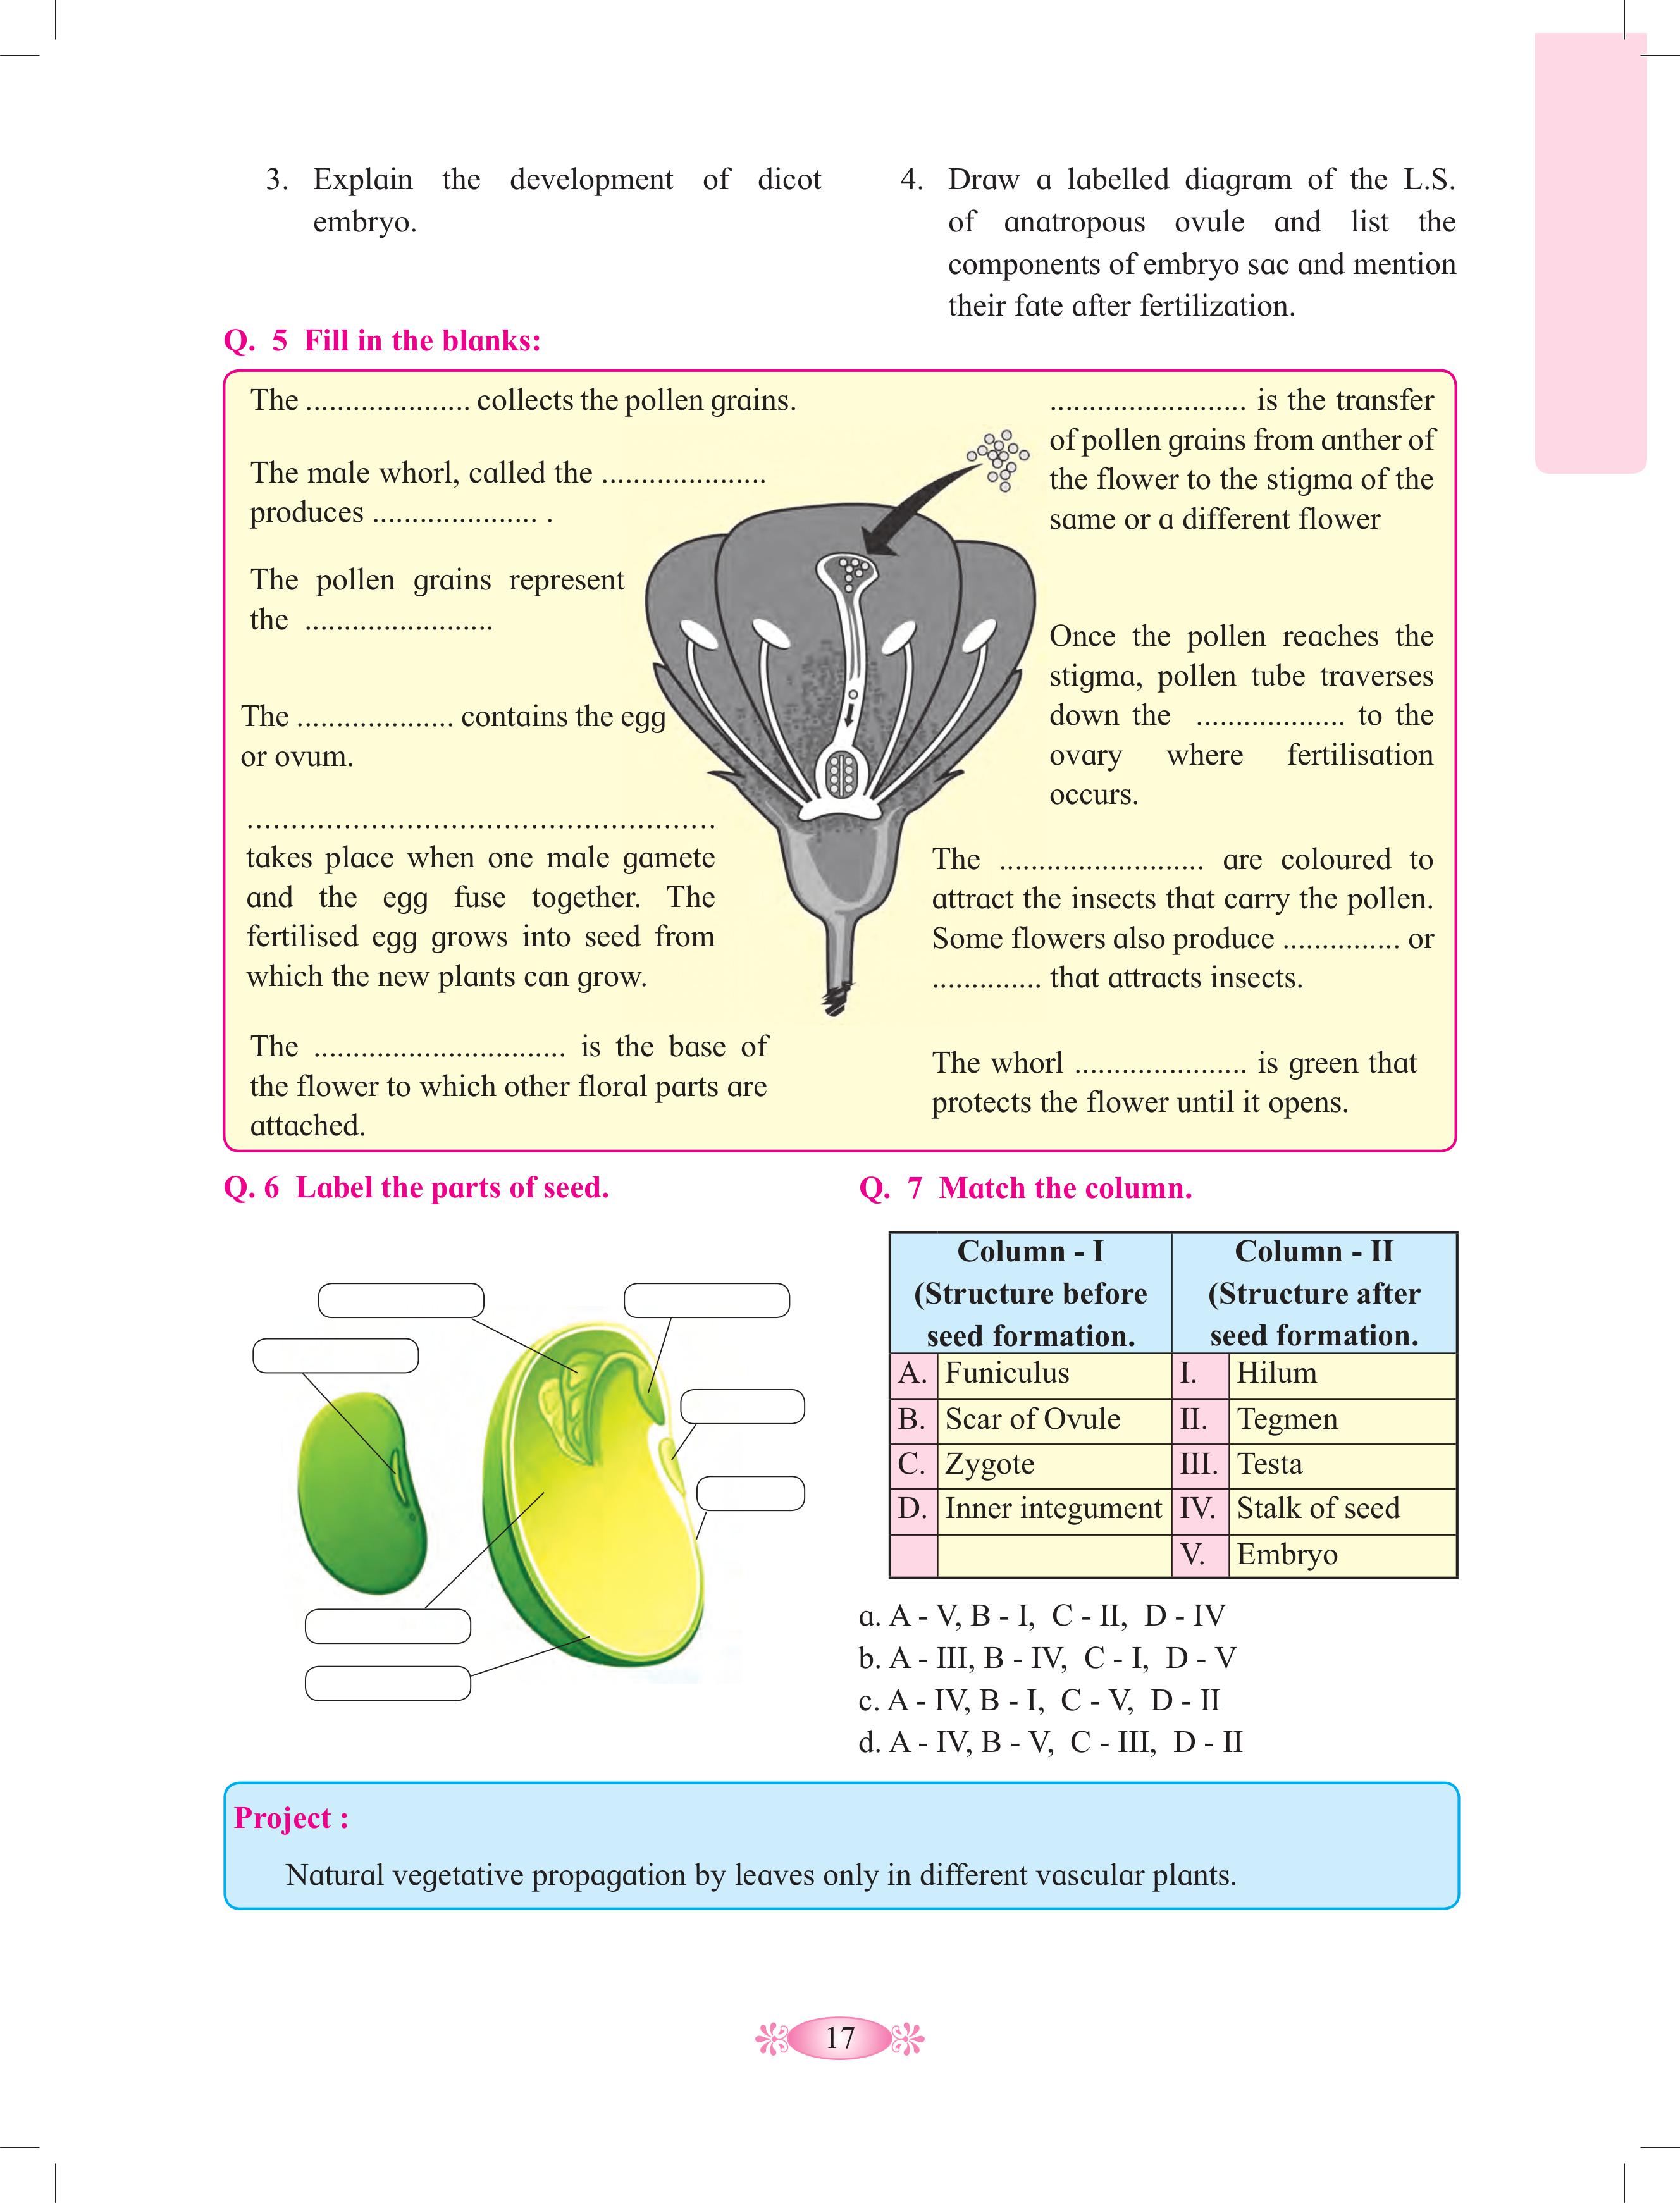 3. Explain the development of dicot
embryo.
4. Draw a labelled diagram of the L.S.
of anatropous ovule and list the
components of embryo sac and mention
their fate after fertilization.
Q. 5 Fill in the blanks:
The ..................... collects the pollen grains.
The male whorl, called the .....................
produces ..................... .
The pollen grains represent
the ........................
The .................... contains the egg
or ovum.
.....................................................
takes place when one male gamete
and the egg fuse together. The
fertilised egg grows into seed from
which the new plants can grow.
The ................................ is the base of
the flower to which other floral parts are
attached.
......................... is the transfer
of pollen grains from anther of
the flower to the stigma of the
same or a different flower
Once the pollen reaches the
stigma, pollen tube traverses
down the ................... to the
ovary where fertilisation
occurs.
The .......................... are coloured to
attract the insects that carry the pollen.
Some flowers also produce ............... or
.............. that attracts insects.
The whorl ...................... is green that
protects the flower until it opens.
Q. 6 Label the parts of seed.
Q. 7 Match the column.
Column - I
(Structure before
seed formation.
Column - II
(Structure after
seed formation.
A. Funiculus I. Hilum
B. Scar of Ovule II. Tegmen
C. Zygote III. Testa
D. Inner integument IV. Stalk of seed
V. Embryo
a. A - V, B - I, C - II, D - IV
b. A - III, B - IV, C - I, D - V
c. A - IV, B - I, C - V, D - II
d. A - IV, B - V, C - III, D - II
Project :
Natural vegetative propagation by leaves only in different vascular plants.
17